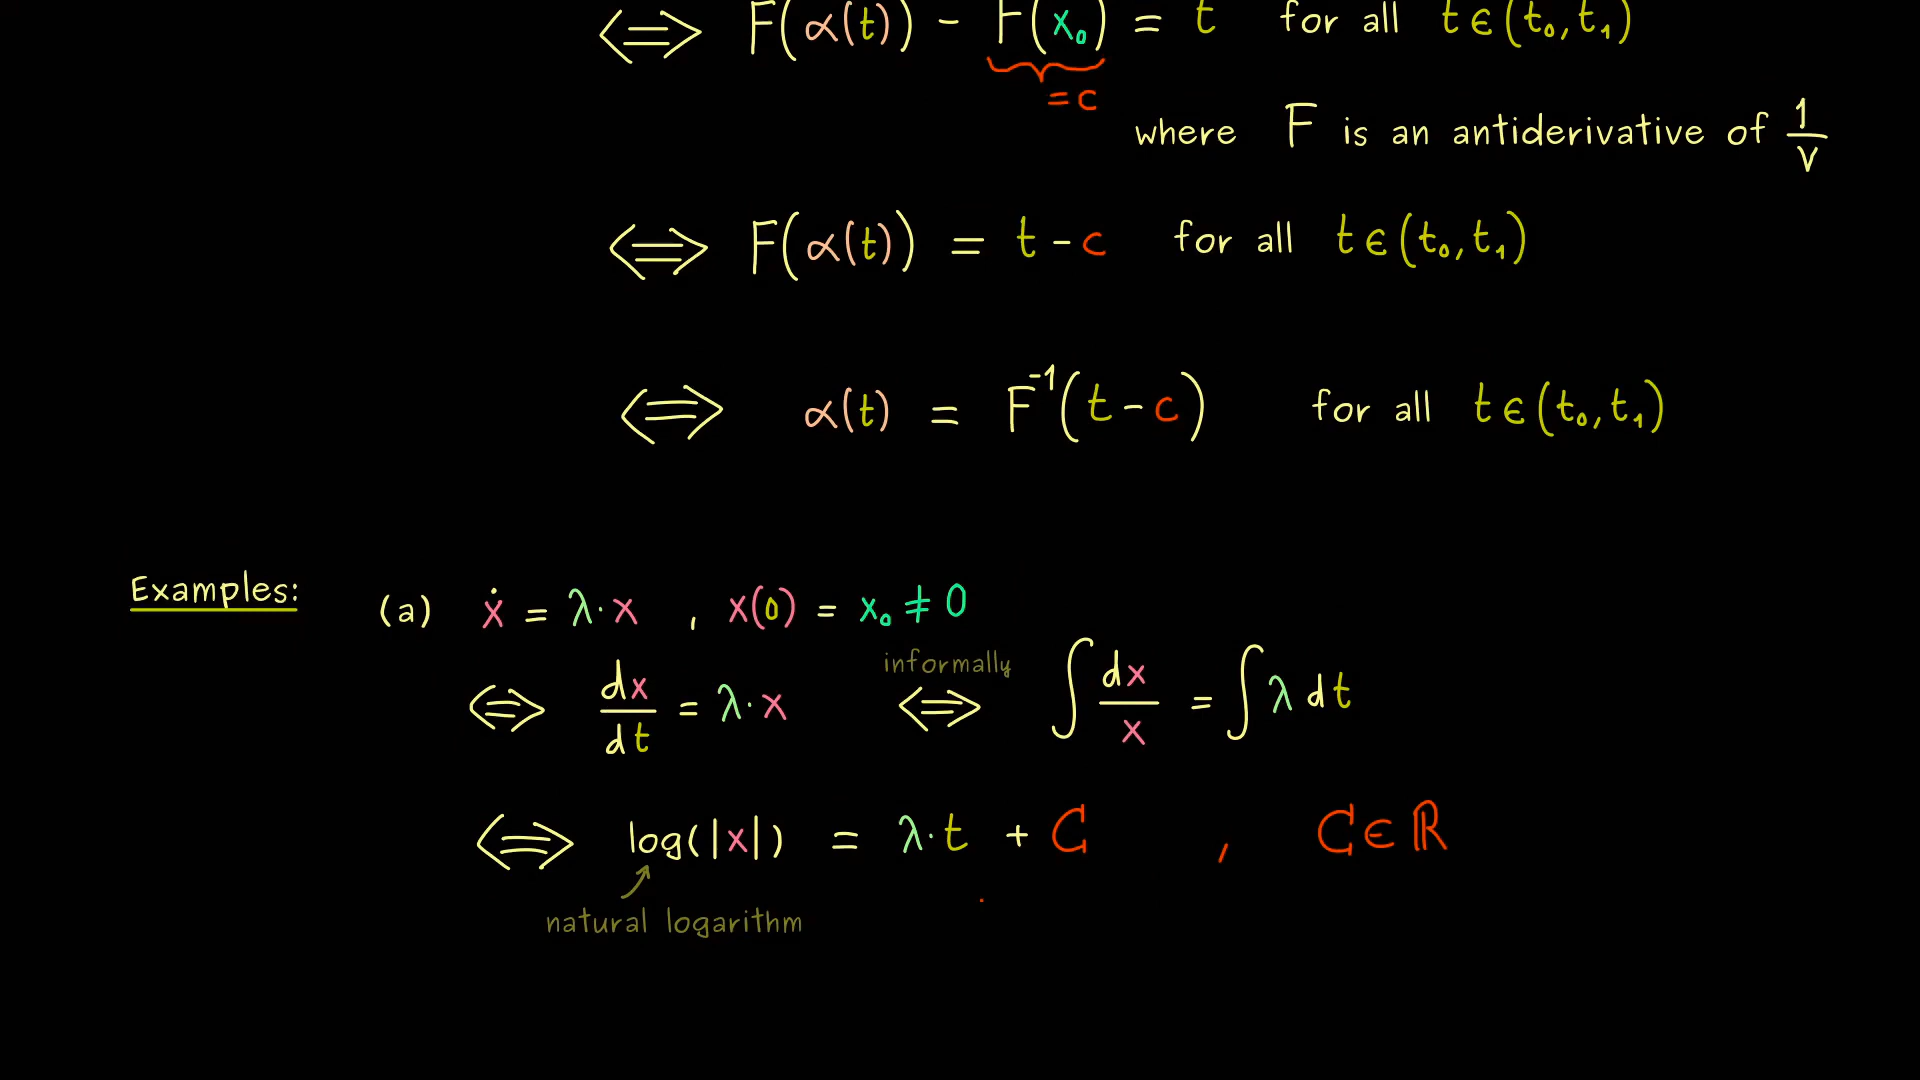 ⟺ F(α(t)) - F(x₀) = t for all t∈(t₀,t₁)
= c
where F is an antiderivative of 1/v
⟺ F(α(t)) = t - c for all t∈(t₀,t₁)
⟺ α(t) = F⁻¹(t - c) for all t∈(t₀,t₁)
Examples: (a) ẋ = λ·x , x(0) = x₀ ≠ 0
informally
⟺ dx/dt = λ·x ⟺ ∫ dx/x = ∫ λ dt
⟺ log(|x|) = λ·t + C , C∈ℝ
natural logarithm